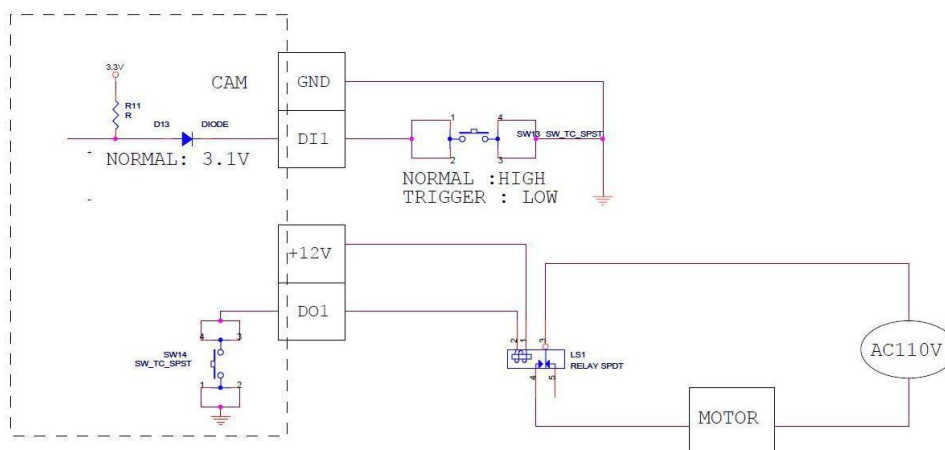 3.3V
CAM
GND
R11
R
D13
DIODE
DI1
1
4
SW13 SW_TC_SPST
2
3
+
NORMAL: 3.1V
-
NORMAL :HIGH
TRIGGER : LOW
+12V
DO1
4
3
SW14
SW_TC_SPST
1
2
2
1
3
LS1
RELAY SPDT
4
5
AC110V
MOTOR